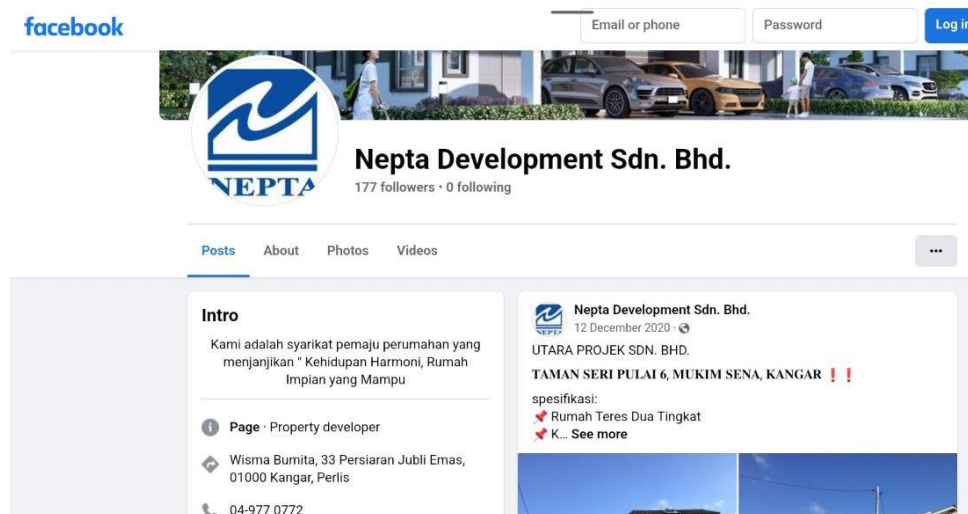 facebook
Email or phone
Password
Log in
NEPTA
Nepta Development Sdn. Bhd.
177 followers · 0 following
Posts
About
Photos
Videos
Intro
Kami adalah syarikat pemaju perumahan yang
menjanjikan " Kehidupan Harmoni, Rumah
Impian yang Mampu
Page · Property developer
Wisma Bumita, 33 Persiaran Jubli Emas,
01000 Kangar, Perlis
04-977 0772
NEPTA
Nepta Development Sdn. Bhd.
12 December 2020 ·
UTARA PROJEK SDN. BHD.
TAMAN SERI PULAI 6, MUKIM SENA, KANGAR ❗❗
spesifikasi:
📌 Rumah Teres Dua Tingkat
📌 K... See more